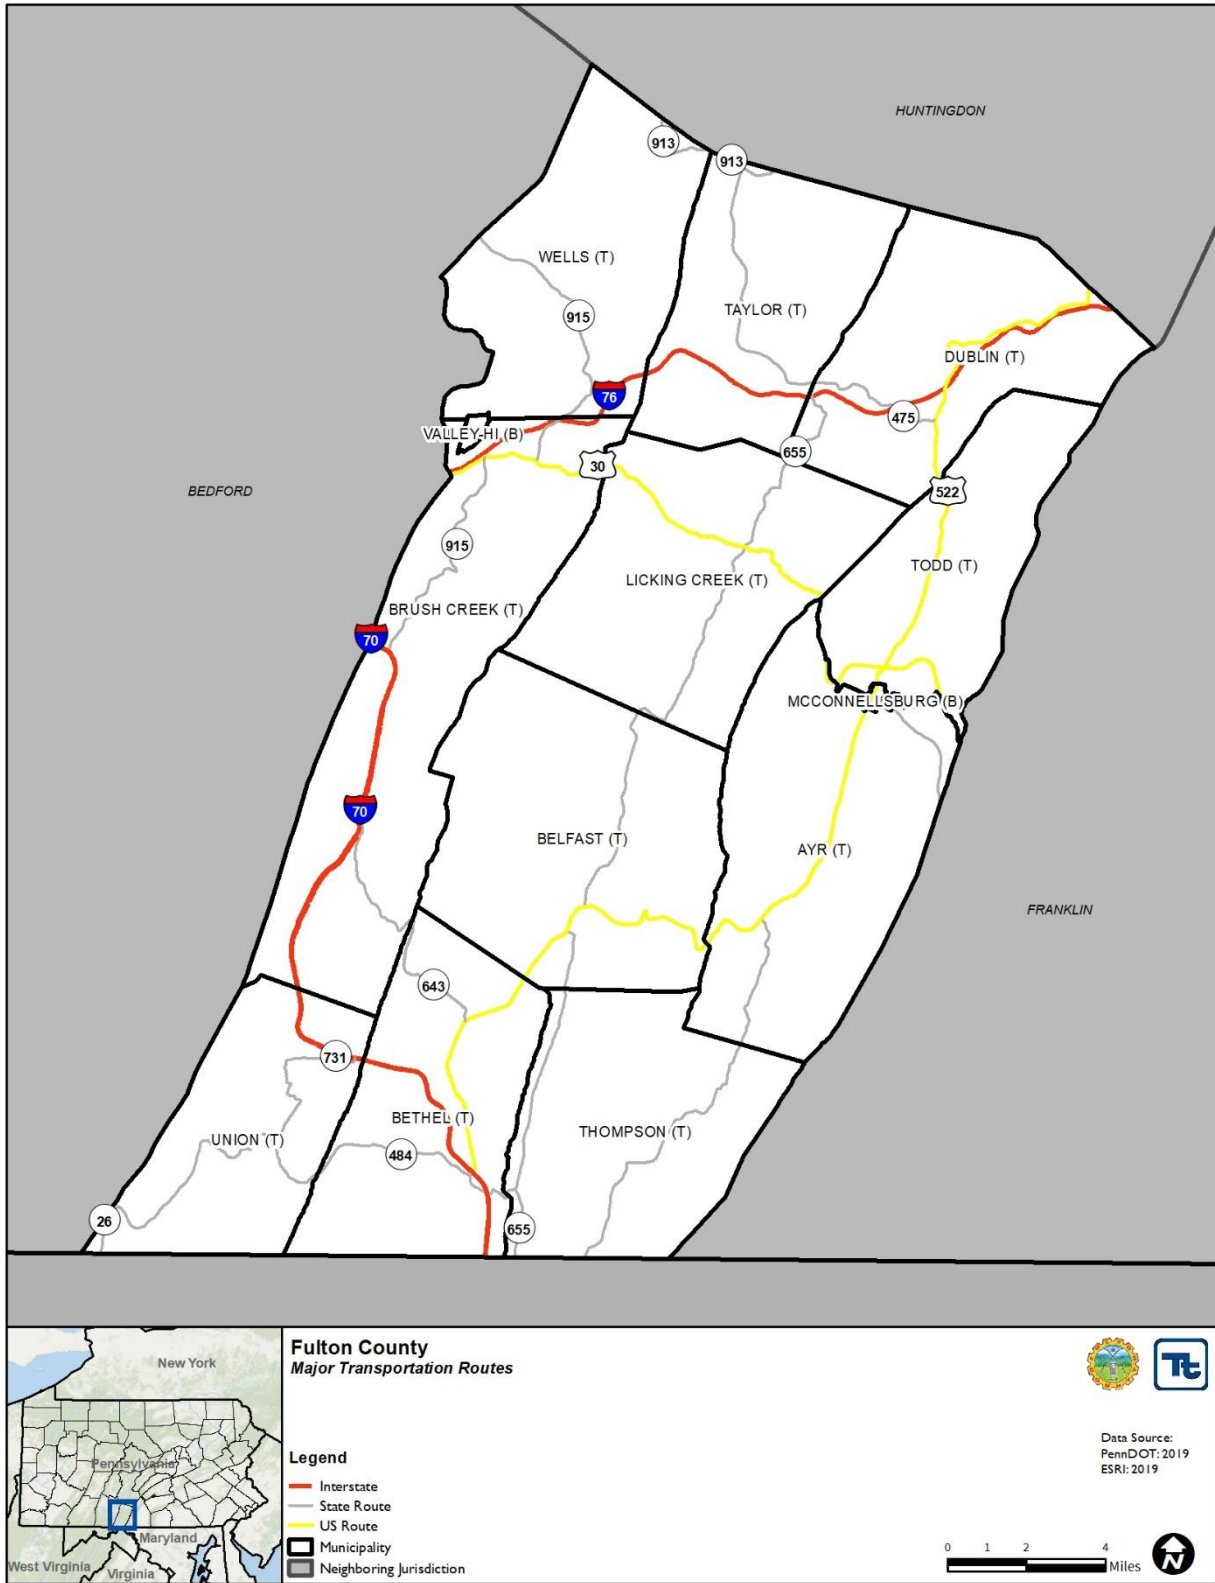 HUNTINGDON
913
913
WELLS (T)
TAYLOR (T)
915
DUBLIN (T)
76
475
VALLEY-HI (B)
655
30
BEDFORD
522
915
TODD (T)
LICKING CREEK (T)
BRUSH CREEK (T)
70
MCCONNELLSBURG (B)
70
BELFAST (T)
AYR (T)
FRANKLIN
643
731
BETHEL (T)
THOMPSON (T)
UNION (T)
484
26
655
New York
Pennsylvania
Maryland
West Virginia
Virginia
Fulton County
Major Transportation Routes
Legend
Interstate
State Route
US Route
Municipality
Neighboring Jurisdiction
Tt
Data Source:
PennDOT: 2019
ESRI: 2019
0 1 2 4
Miles
N